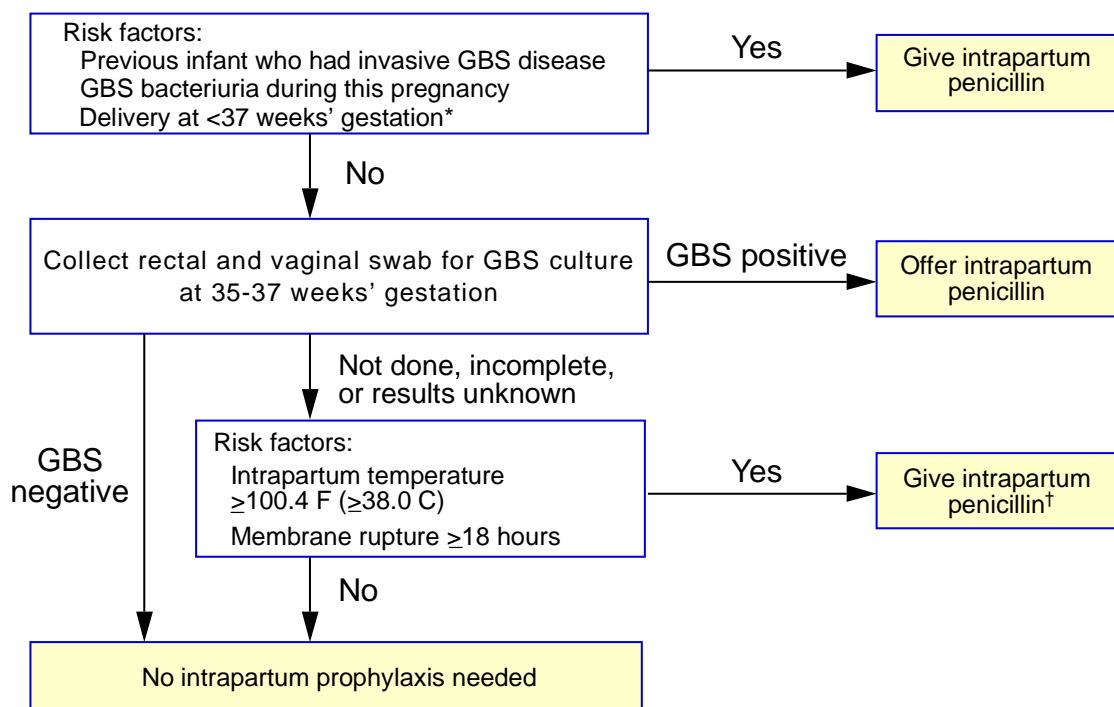 Risk factors:
Previous infant who had invasive GBS disease
GBS bacteriuria during this pregnancy
Delivery at <37 weeks’ gestation*
Yes
Give intrapartum
penicillin
No
Collect rectal and vaginal swab for GBS culture
at 35-37 weeks’ gestation
GBS positive
Offer intrapartum
penicillin
Not done, incomplete,
or results unknown
GBS
negative
Risk factors:
Intrapartum temperature
≥100.4 F (≥38.0 C)
Membrane rupture ≥18 hours
Yes
Give intrapartum
penicillin†
No
No intrapartum prophylaxis needed